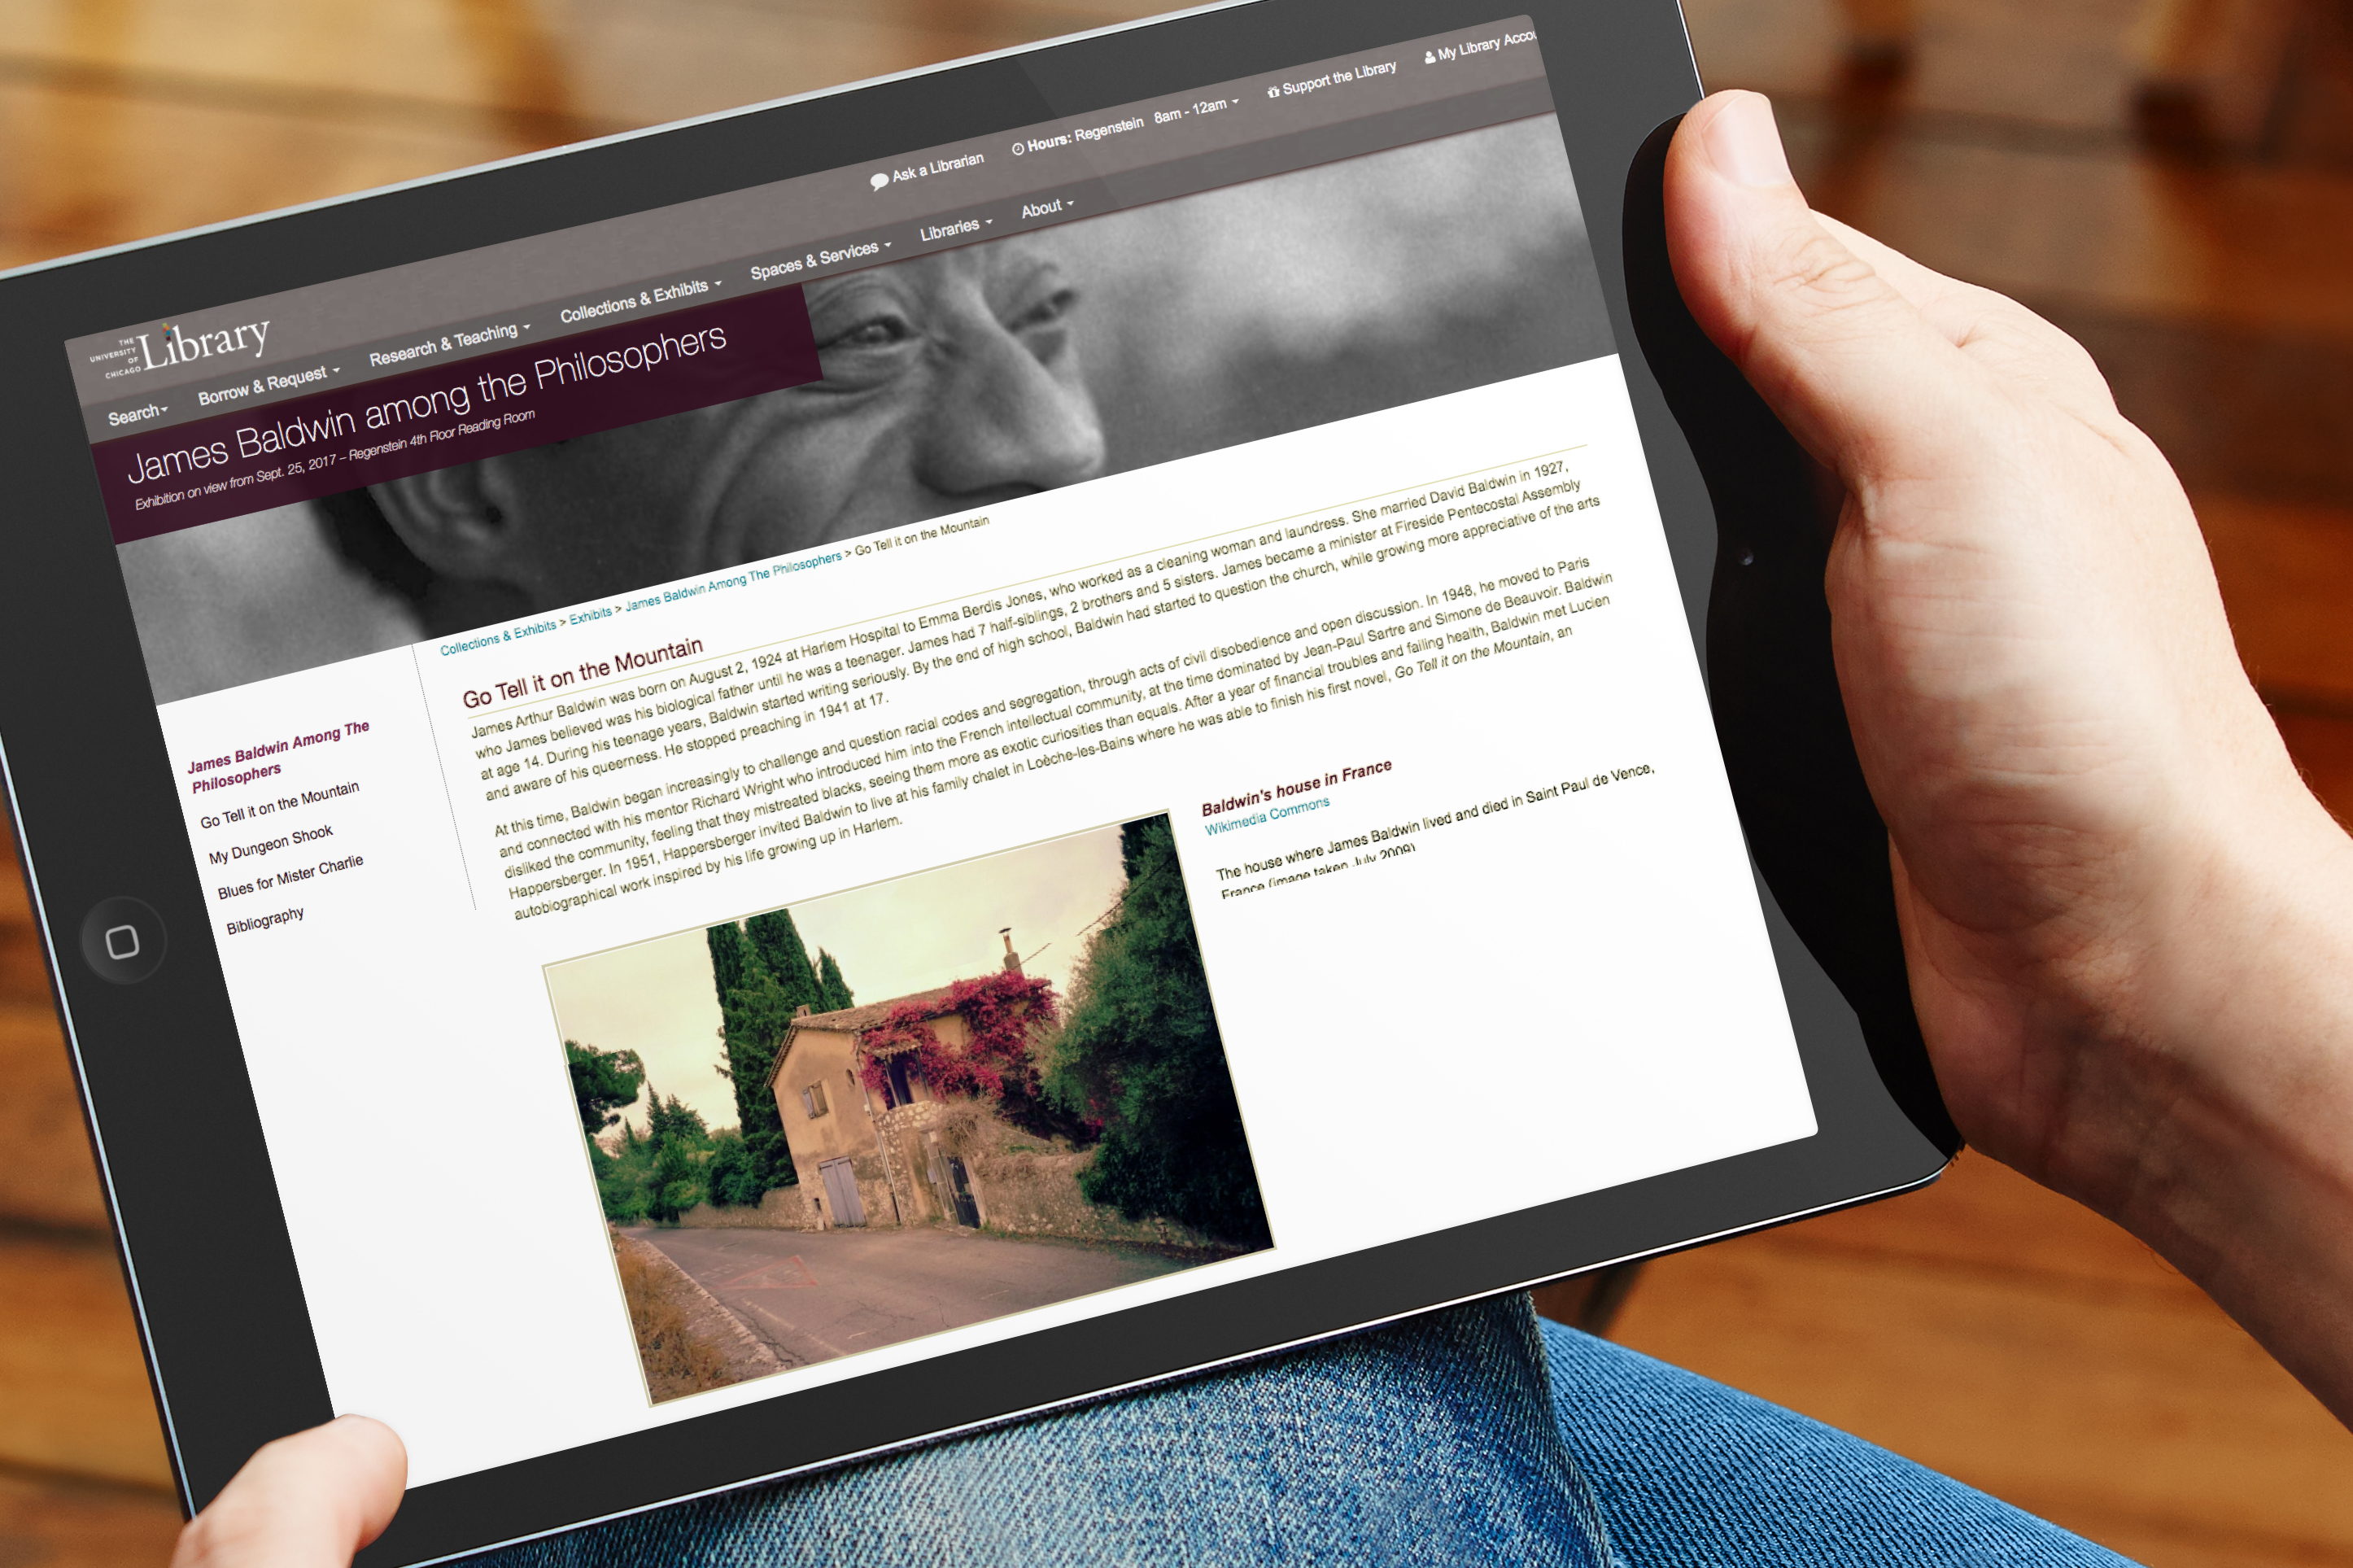 Ask a Librarian
Hours: Regenstein 8am - 12am
Support the Library
My Library Accou
THE
UNIVERSITY
OF
CHICAGO
Library
Search
Borrow & Request
Research & Teaching
Collections & Exhibits
Spaces & Services
Libraries
About
James Baldwin among the Philosophers
Exhibition on view from Sept. 25, 2017 – Regenstein 4th Floor Reading Room
Collections & Exhibits > Exhibits > James Baldwin Among The Philosophers > Go Tell it on the Mountain
James Baldwin Among The
Philosophers
Go Tell it on the Mountain
My Dungeon Shook
Blues for Mister Charlie
Bibliography
Go Tell it on the Mountain
James Arthur Baldwin was born on August 2, 1924 at Harlem Hospital to Emma Berdis Jones, who worked as a cleaning woman and laundress. She married David Baldwin in 1927,
who James believed was his biological father until he was a teenager. James had 7 half-siblings, 2 brothers and 5 sisters. James became a minister at Fireside Pentecostal Assembly
at age 14. During his teenage years, Baldwin started writing seriously. By the end of high school, Baldwin had started to question the church, while growing more appreciative of the arts
and aware of his queerness. He stopped preaching in 1941 at 17.
At this time, Baldwin began increasingly to challenge and question racial codes and segregation, through acts of civil disobedience and open discussion. In 1948, he moved to Paris
and connected with his mentor Richard Wright who introduced him into the French intellectual community, at the time dominated by Jean-Paul Sartre and Simone de Beauvoir. Baldwin
disliked the community, feeling that they mistreated blacks, seeing them more as exotic curiosities than equals. After a year of financial troubles and failing health, Baldwin met Lucien
Happersberger. In 1951, Happersberger invited Baldwin to live at his family chalet in Loèche-les-Bains where he was able to finish his first novel, Go Tell it on the Mountain, an
autobiographical work inspired by his life growing up in Harlem.
Baldwin's house in France
Wikimedia Commons
The house where James Baldwin lived and died in Saint Paul de Vence,
France (image taken July 2009)